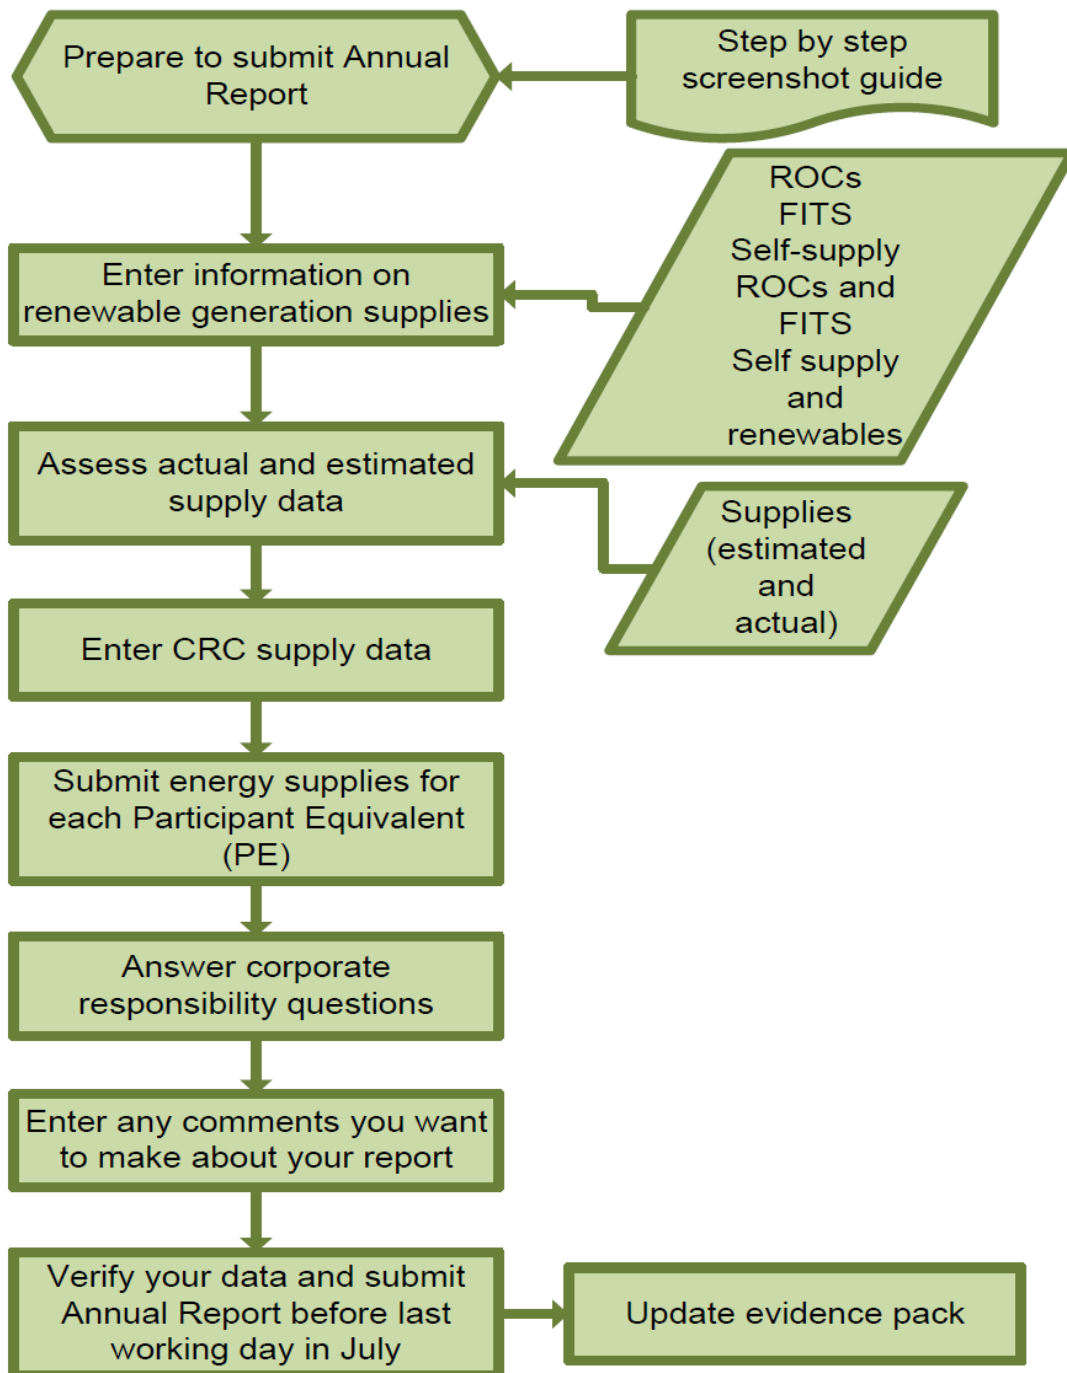 Prepare to submit Annual
Report
Step by step
screenshot guide
ROCs
FITS
Self-supply
ROCs and
FITS
Self supply
and
renewables
Enter information on
renewable generation supplies
Assess actual and estimated
supply data
Supplies
(estimated
and
actual)
Enter CRC supply data
Submit energy supplies for
each Participant Equivalent
(PE)
Answer corporate
responsibility questions
Enter any comments you want
to make about your report
Verify your data and submit
Annual Report before last
working day in July
Update evidence pack